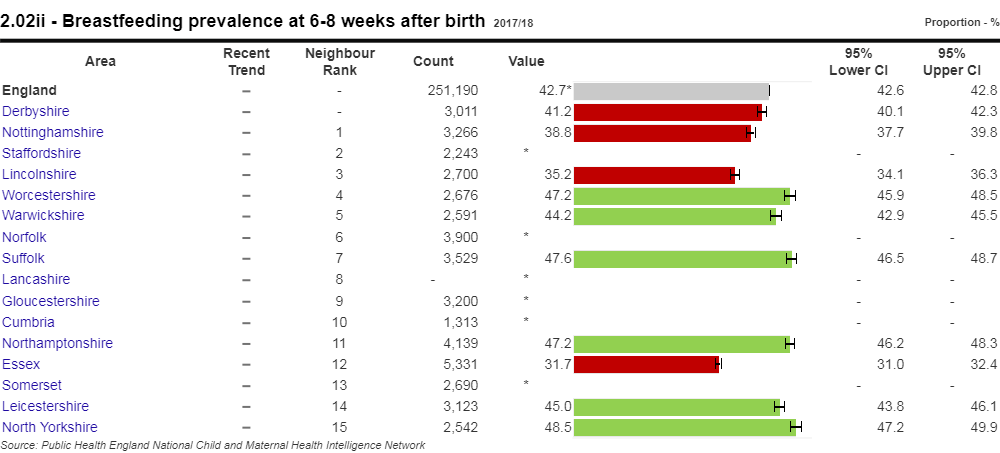 2.02ii - Breastfeeding prevalence at 6-8 weeks after birth 2017/18 Proportion - %
Area Recent Trend Neighbour Rank Count Value 95% Lower CI 95% Upper CI
England – - 251,190 42.7* 42.6 42.8
Derbyshire – - 3,011 41.2 40.1 42.3
Nottinghamshire – 1 3,266 38.8 37.7 39.8
Staffordshire – 2 2,243 * - -
Lincolnshire – 3 2,700 35.2 34.1 36.3
Worcestershire – 4 2,676 47.2 45.9 48.5
Warwickshire – 5 2,591 44.2 42.9 45.5
Norfolk – 6 3,900 * - -
Suffolk – 7 3,529 47.6 46.5 48.7
Lancashire – 8 - * - -
Gloucestershire – 9 3,200 * - -
Cumbria – 10 1,313 * - -
Northamptonshire – 11 4,139 47.2 46.2 48.3
Essex – 12 5,331 31.7 31.0 32.4
Somerset – 13 2,690 * - -
Leicestershire – 14 3,123 45.0 43.8 46.1
North Yorkshire – 15 2,542 48.5 47.2 49.9
Source: Public Health England National Child and Maternal Health Intelligence Network